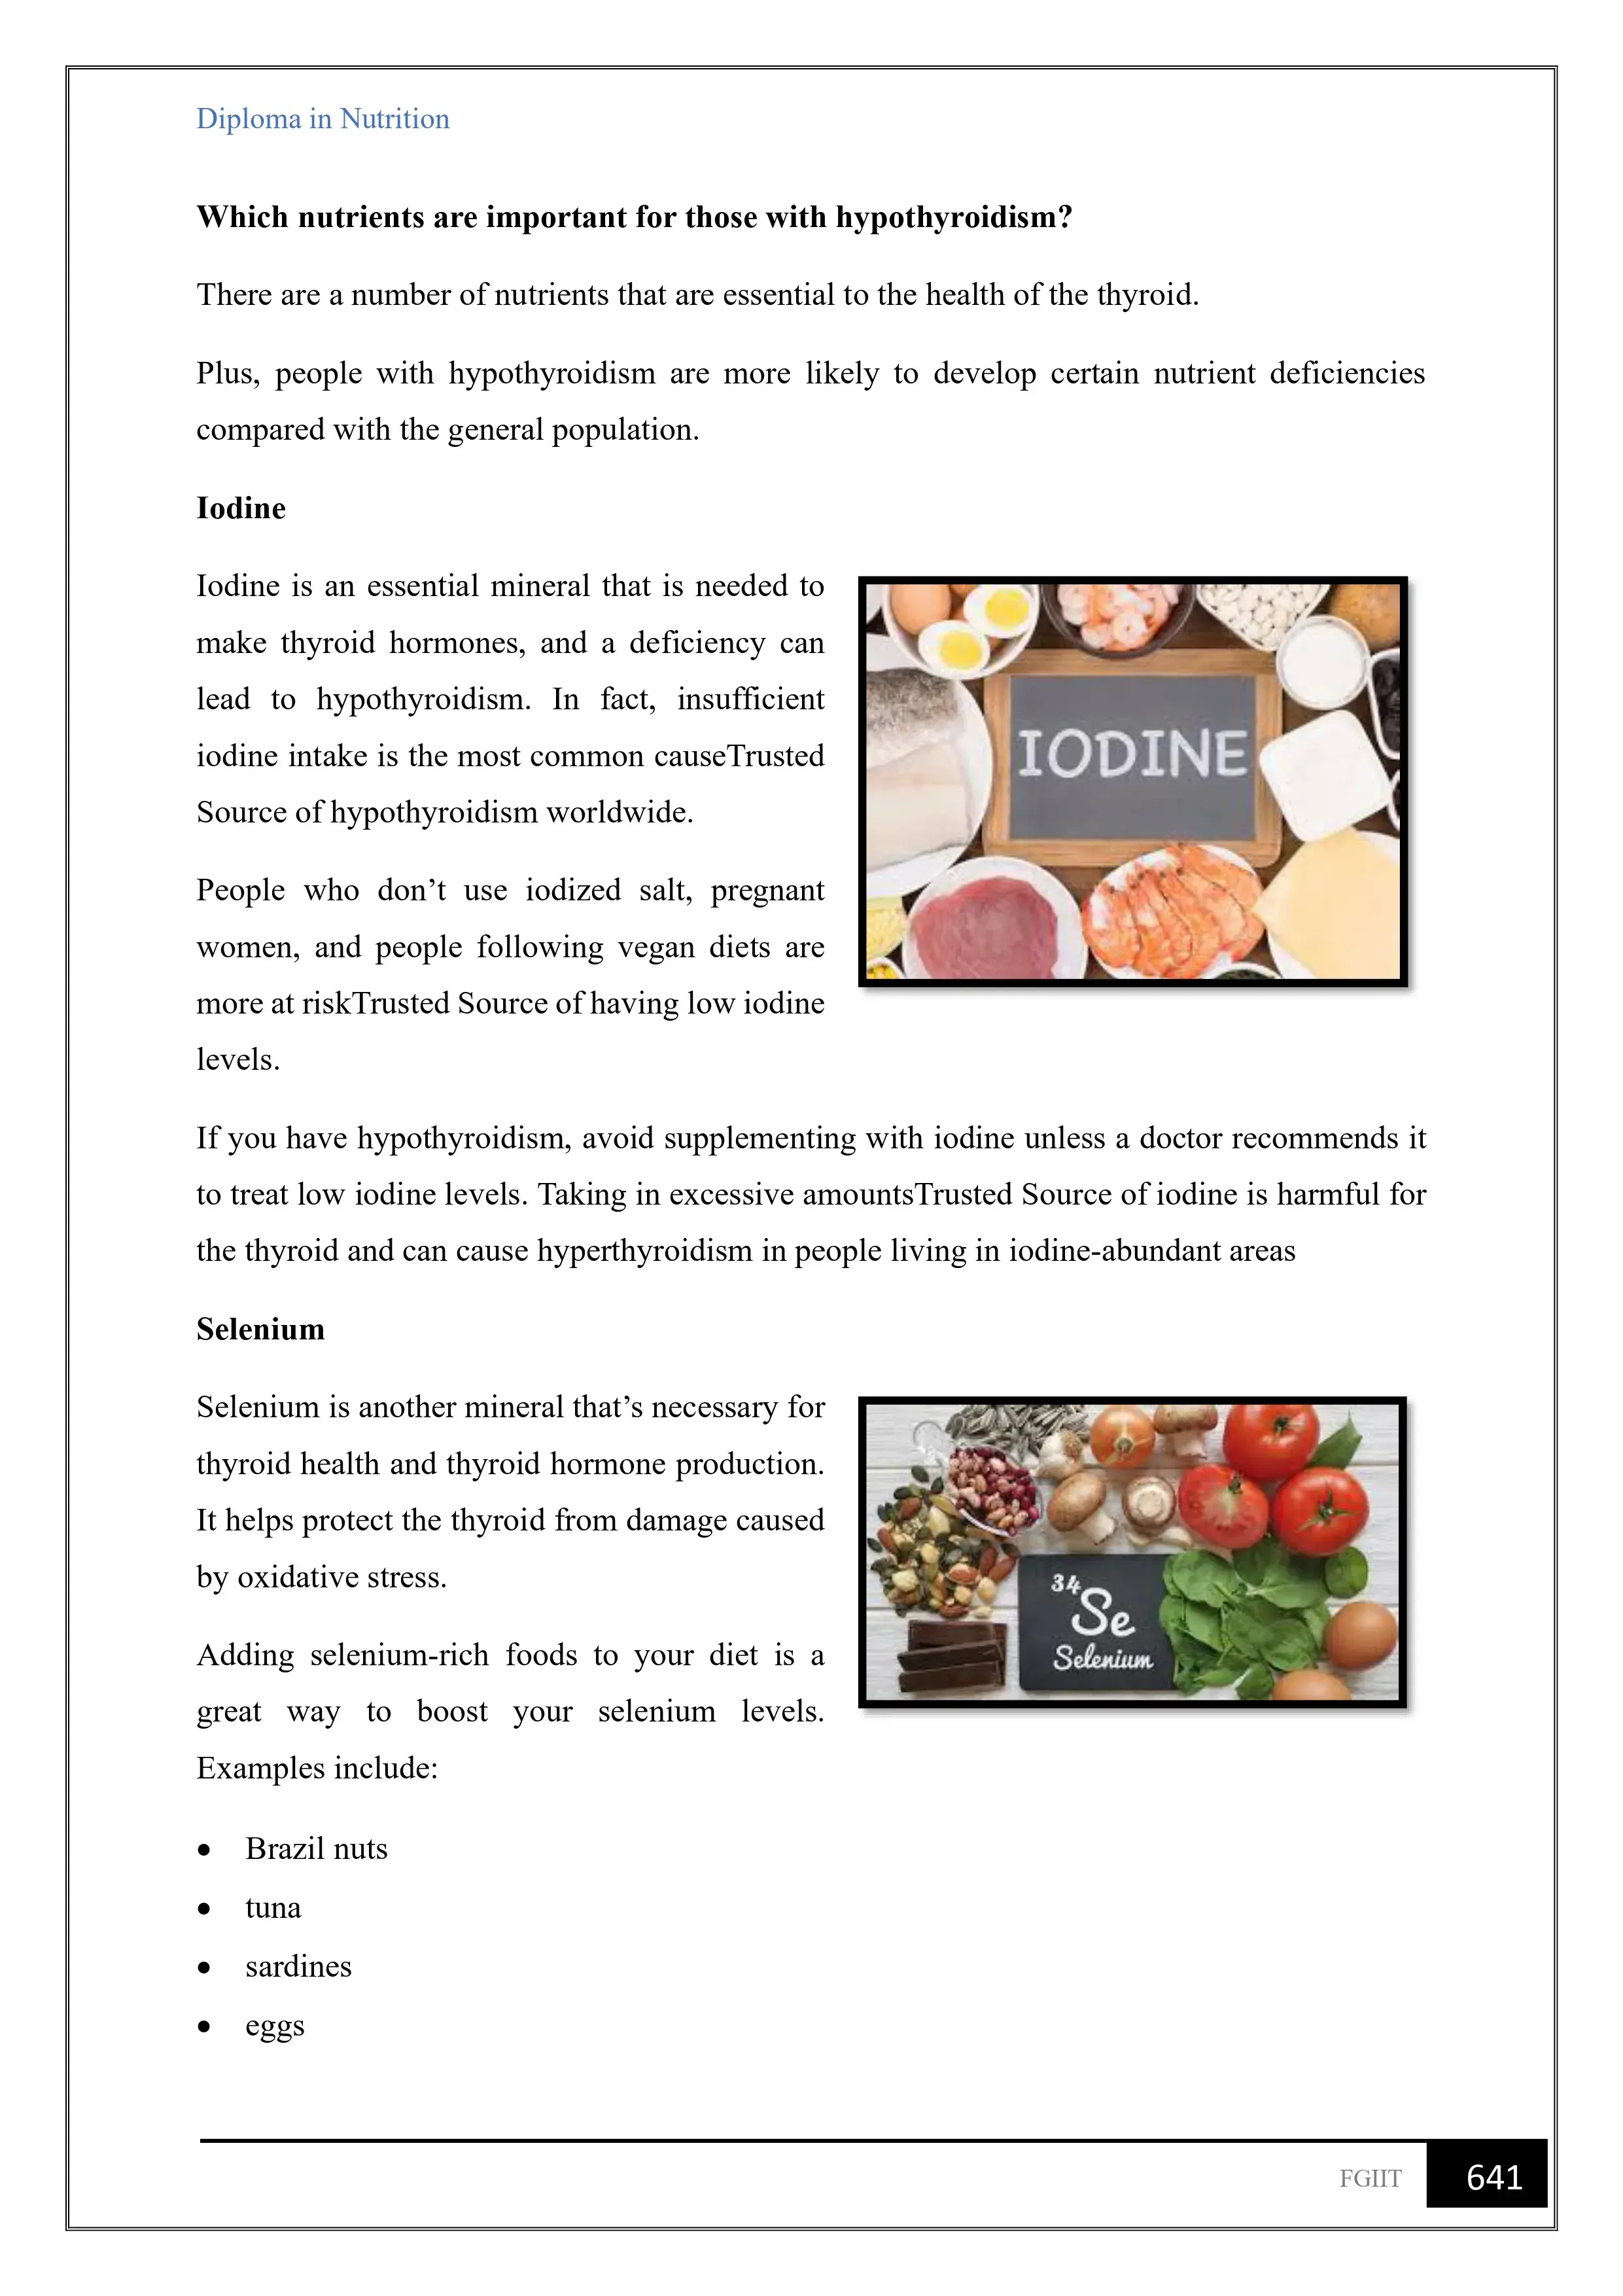 Diploma in Nutrition
Which nutrients are important for those with hypothyroidism?
There are a number of nutrients that are essential to the health of the thyroid.
Plus, people with hypothyroidism are more likely to develop certain nutrient deficiencies
compared with the general population.
Iodine
Iodine is an essential mineral that is needed to
make thyroid hormones, and a deficiency can
lead to hypothyroidism. In fact, insufficient
iodine intake is the most common causeTrusted
Source of hypothyroidism worldwide.
IODINE
People who don’t use iodized salt, pregnant
women, and people following vegan diets are
more at riskTrusted Source of having low iodine
levels.
If you have hypothyroidism, avoid supplementing with iodine unless a doctor recommends it
to treat low iodine levels. Taking in excessive amountsTrusted Source of iodine is harmful for
the thyroid and can cause hyperthyroidism in people living in iodine-abundant areas
Selenium
Selenium is another mineral that’s necessary for
thyroid health and thyroid hormone production.
It helps protect the thyroid from damage caused
by oxidative stress.
34
Se
Selenium
Adding selenium-rich foods to your diet is a
great way to boost your selenium levels.
Examples include:
• Brazil nuts
• tuna
• sardines
• eggs
FGIIT 641